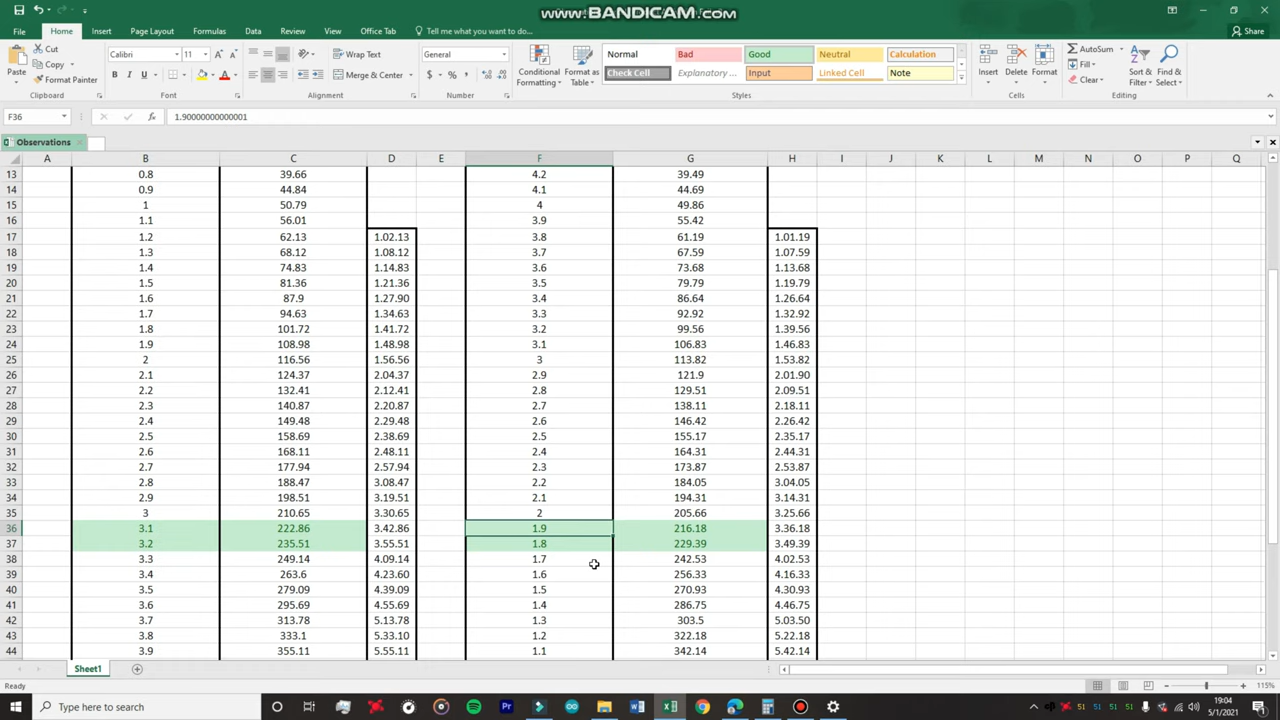 www.BANDICAM.com
File Home Insert Page Layout Formulas Data Review View Office Tab Tell me what you want to do... Share
Paste Cut Copy Format Painter
Calibri 11 Wrap Text Merge & Center General
Conditional Formatting Format as Table
Normal Bad Good Neutral Calculation
Check Cell Explanatory ... Input Linked Cell Note
Insert Delete Format
AutoSum Fill Clear
Sort & Filter Find & Select
Clipboard Font Alignment Number Styles Cells Editing
F36 1.90000000000001
Observations
A B C D E F G H I J K L M N O P Q
13 0.8 39.66 4.2 39.49
14 0.9 44.84 4.1 44.69
15 1 50.79 4 49.86
16 1.1 56.01 3.9 55.42
17 1.2 62.13 1.02.13 3.8 61.19 1.01.19
18 1.3 68.12 1.08.12 3.7 67.59 1.07.59
19 1.4 74.83 1.14.83 3.6 73.68 1.13.68
20 1.5 81.36 1.21.36 3.5 79.79 1.19.79
21 1.6 87.9 1.27.90 3.4 86.64 1.26.64
22 1.7 94.63 1.34.63 3.3 92.92 1.32.92
23 1.8 101.72 1.41.72 3.2 99.56 1.39.56
24 1.9 108.98 1.48.98 3.1 106.83 1.46.83
25 2 116.56 1.56.56 3 113.82 1.53.82
26 2.1 124.37 2.04.37 2.9 121.9 2.01.90
27 2.2 132.41 2.12.41 2.8 129.51 2.09.51
28 2.3 140.87 2.20.87 2.7 138.11 2.18.11
29 2.4 149.48 2.29.48 2.6 146.42 2.26.42
30 2.5 158.69 2.38.69 2.5 155.17 2.35.17
31 2.6 168.11 2.48.11 2.4 164.31 2.44.31
32 2.7 177.94 2.57.94 2.3 173.87 2.53.87
33 2.8 188.47 3.08.47 2.2 184.05 3.04.05
34 2.9 198.51 3.19.51 2.1 194.31 3.14.31
35 3 210.65 3.30.65 2 205.66 3.25.66
36 3.1 222.86 3.42.86 1.9 216.18 3.36.18
37 3.2 235.51 3.55.51 1.8 229.39 3.49.39
38 3.3 249.14 4.09.14 1.7 242.53 4.02.53
39 3.4 263.6 4.23.60 1.6 256.33 4.16.33
40 3.5 279.09 4.39.09 1.5 270.93 4.30.93
41 3.6 295.69 4.55.69 1.4 286.75 4.46.75
42 3.7 313.78 5.13.78 1.3 303.5 5.03.50
43 3.8 333.1 5.33.10 1.2 322.18 5.22.18
44 3.9 355.11 5.55.11 1.1 342.14 5.42.14
Sheet1
Ready 115%
Type here to search
19:04
5/1/2021